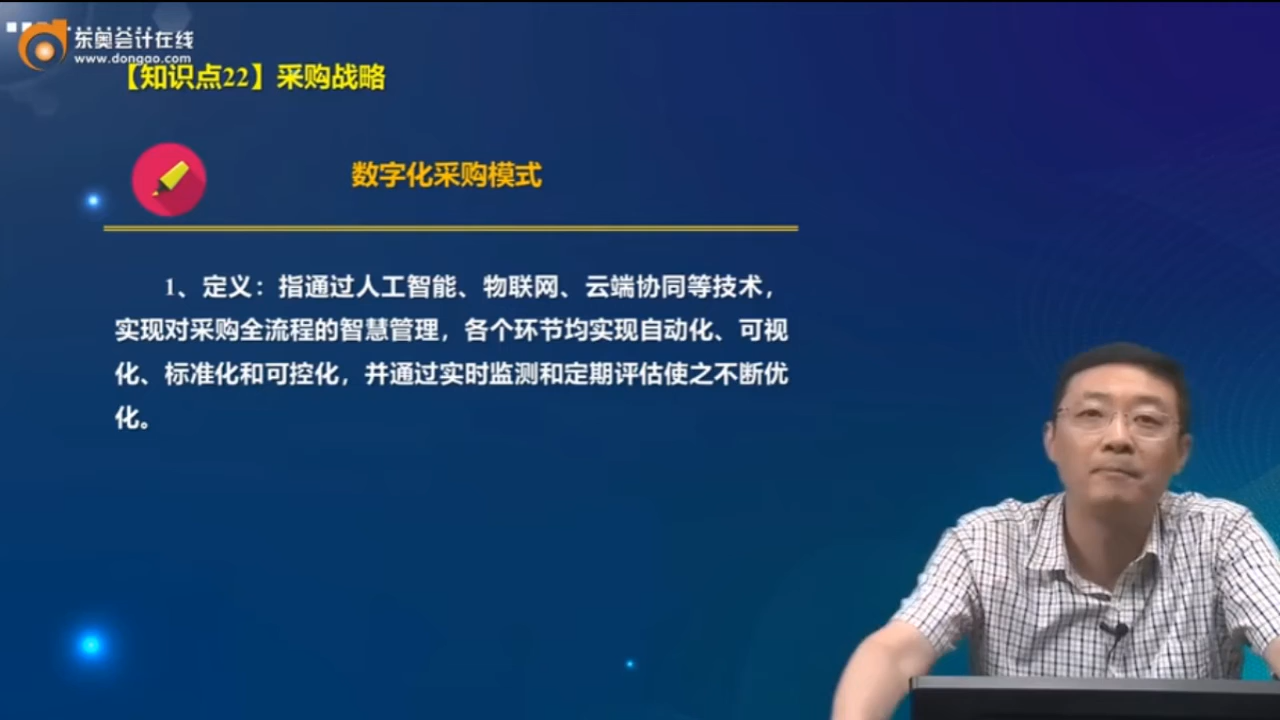 东奥会计在线
www.dongao.com
【知识点22】采购战略
数字化采购模式
1、定义：指通过人工智能、物联网、云端协同等技术，
实现对采购全流程的智慧管理，各个环节均实现自动化、可视
化、标准化和可控化，并通过实时监测和定期评估使之不断优
化。